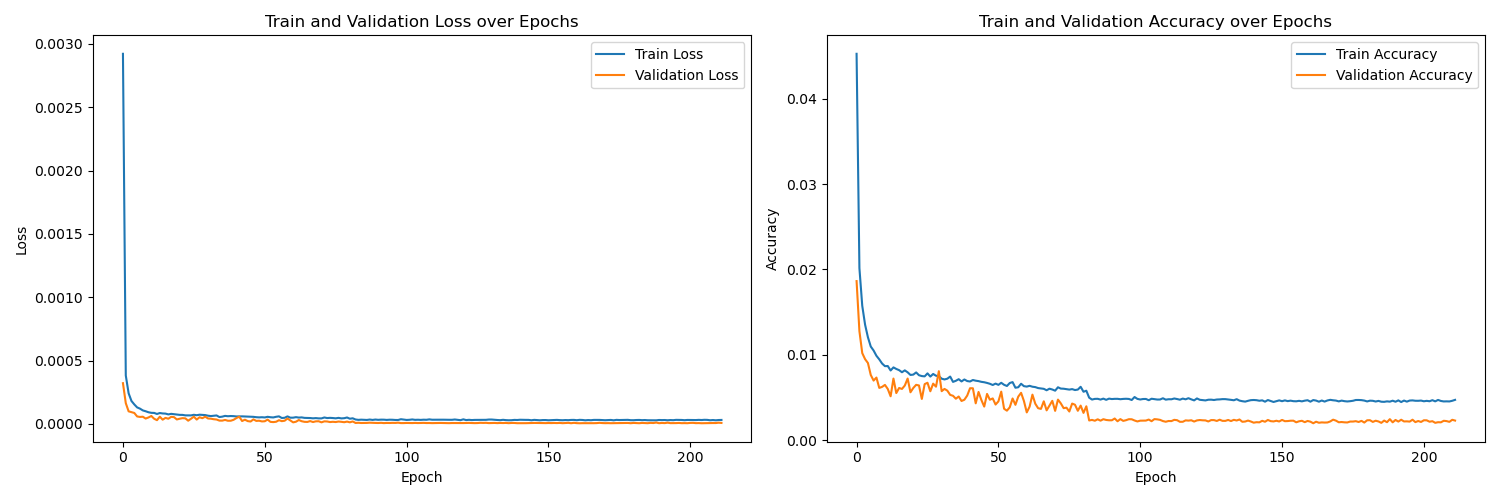 Train and Validation Loss over Epochs
Train Loss
Validation Loss
0.0030
0.0025
0.0020
0.0015
0.0010
0.0005
0.0000
Loss
0 50 100 150 200
Epoch
Train and Validation Accuracy over Epochs
Train Accuracy
Validation Accuracy
0.04
0.03
0.02
0.01
0.00
Accuracy
0 50 100 150 200
Epoch